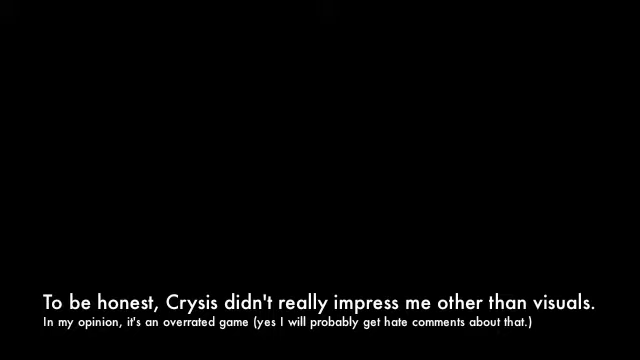 To be honest, Crysis didn't really impress me other than visuals.
In my opinion, it's an overrated game (yes I will probably get hate comments about that.)